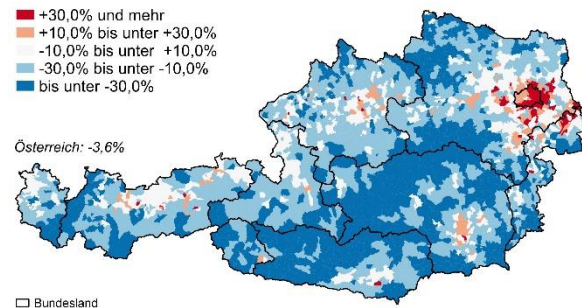 +30,0% und mehr
+10,0% bis unter +30,0%
-10,0% bis unter +10,0%
-30,0% bis unter -10,0%
bis unter -30,0%
Österreich: -3,6%
Bundesland